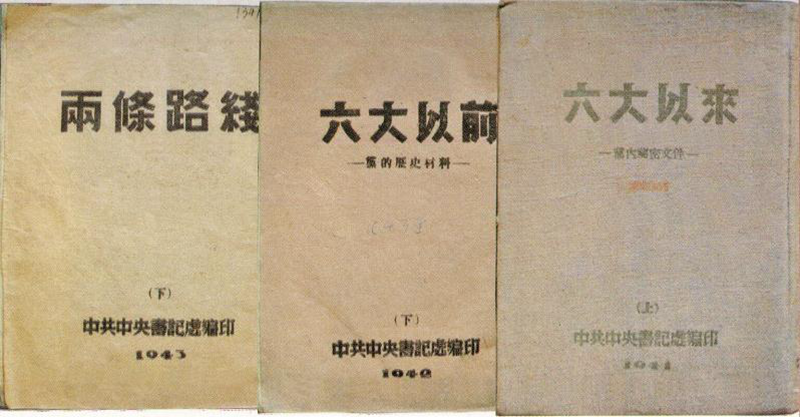 兩條路綫
(下)
中共中央書記處編印
1943
六大以前
—黨的歷史材料—
(下)
中共中央書記處編印
1942
六大以來
—黨內祕密文件—
(上)
中共中央書記處編印
1941